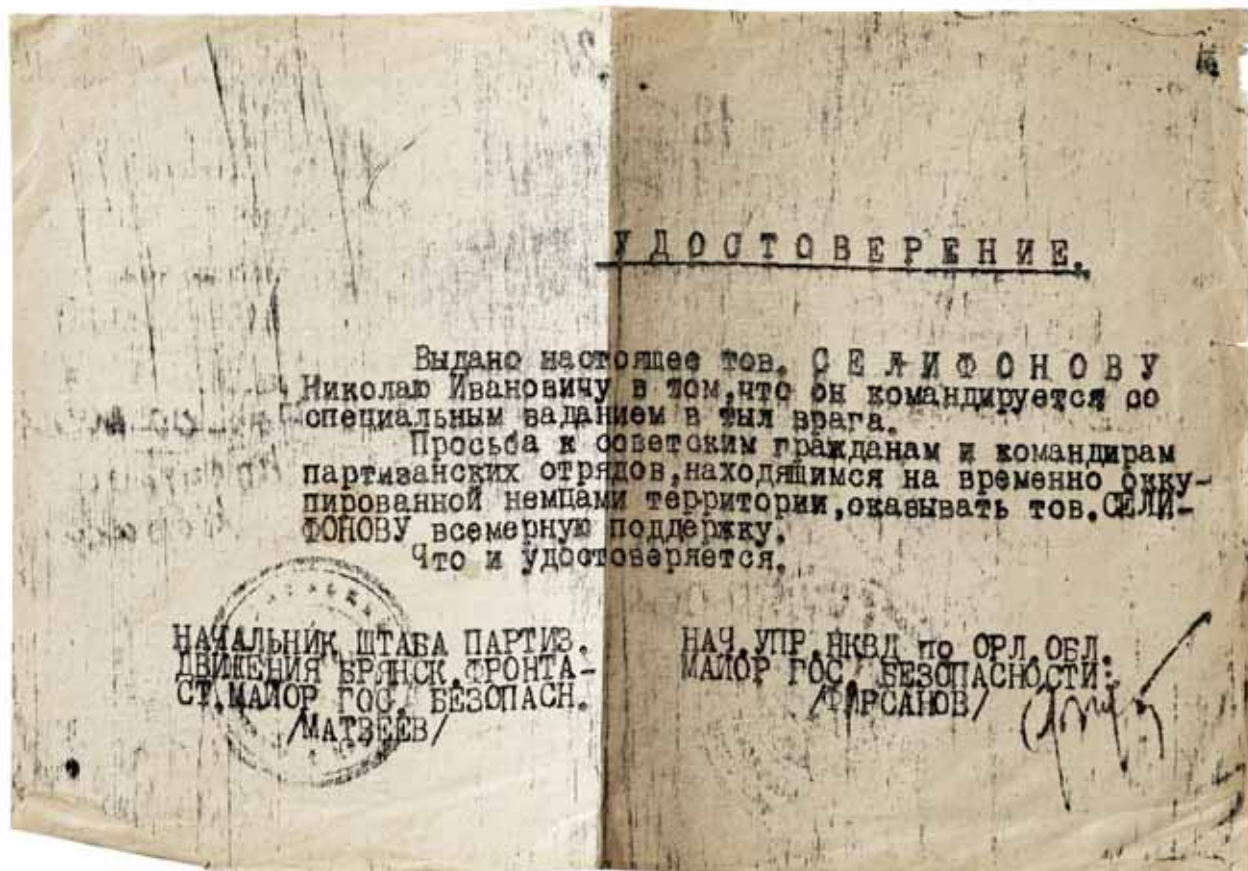 УДОСТОВЕРЕНИЕ.
Выдано настоящее тов. СЕЛИФОНОВУ
Николаю Ивановичу в том,что он командируется со
специальным заданием в тыл врага.
Просьба к советским гражданам и командирам
партизанских отрядов,находящимся на временно окку-
пированной немцами территории,оказывать тов.СЕЛИ-
ФОНОВУ всемерную поддержку.
Что и удостоверяется.
НАЧАЛЬНИК ШТАБА ПАРТИЗ.
ДВИЖЕНИЯ БРЯНСК.ФРОНТА-
СТ.МАЙОР ГОС. БЕЗОПАСН.
/МАТВЕЕВ/
НАЧ.УПР.НКВД по ОРЛ.ОБЛ.
МАЙОР ГОС. БЕЗОПАСНОСТИ:
/ФИРСАНОВ/